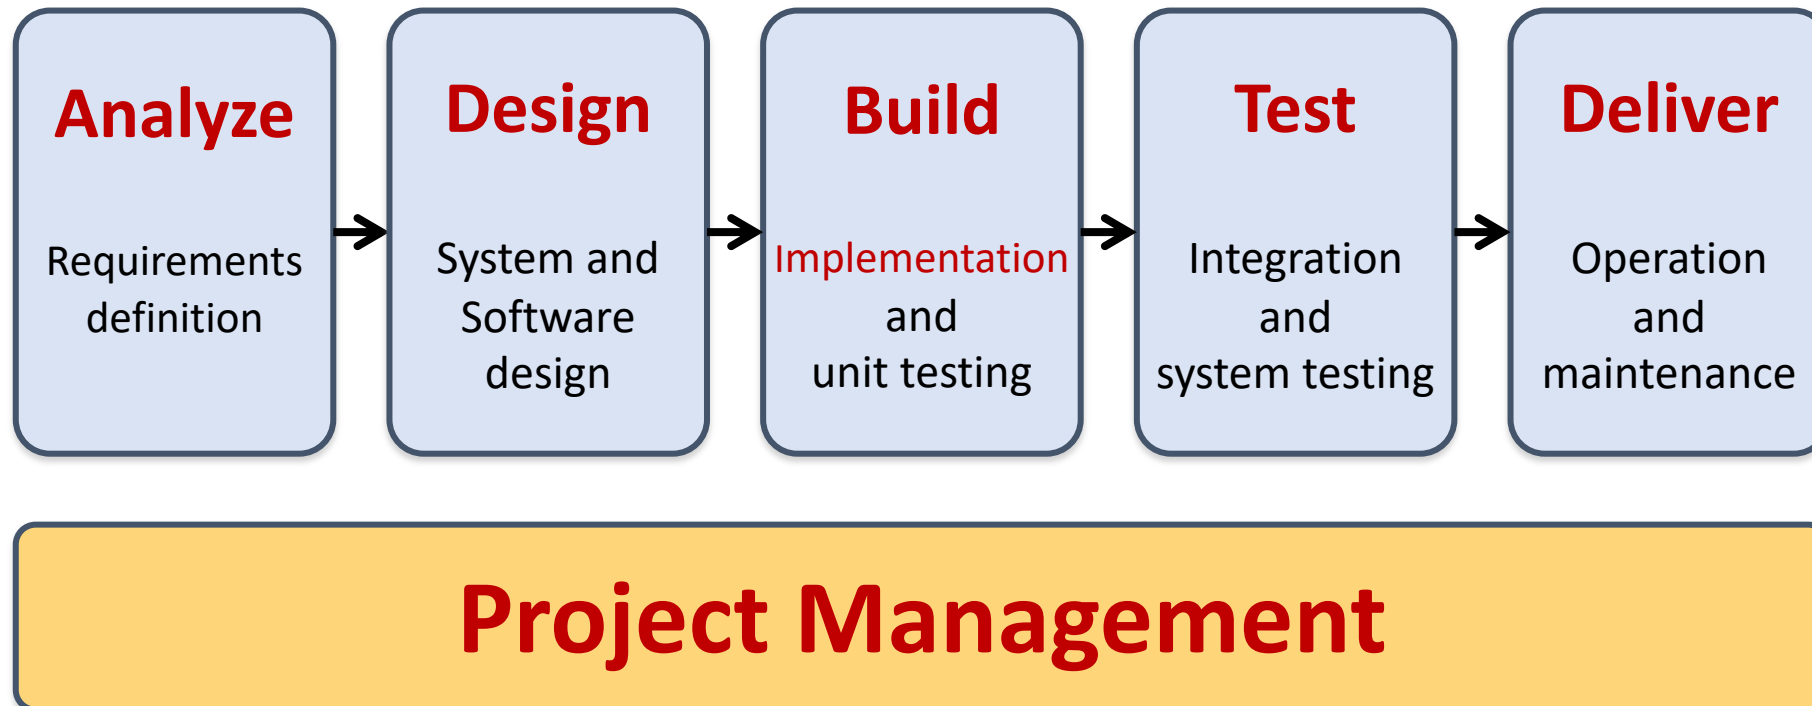 Analyze
Requirements
definition
Design
System and
Software
design
Build
Implementation
and
unit testing
Test
Integration
and
system testing
Deliver
Operation
and
maintenance
Project Management